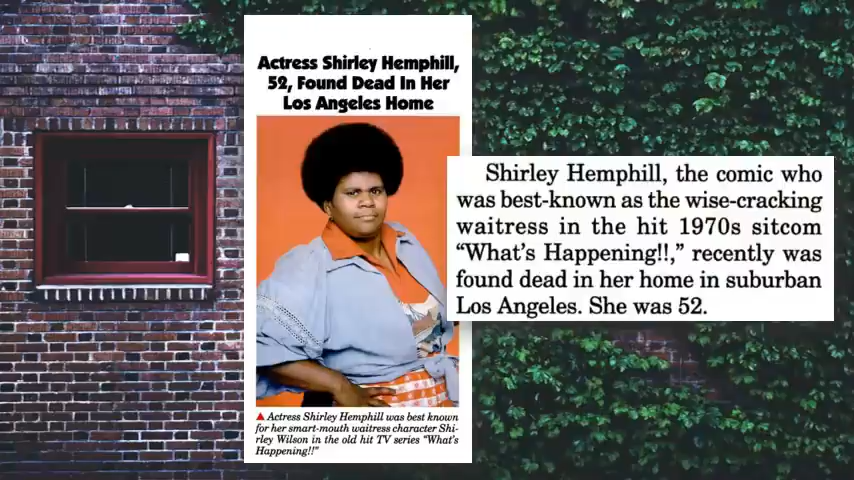 Actress Shirley Hemphill,
52, Found Dead In Her
Los Angeles Home
Shirley Hemphill, the comic who
was best-known as the wise-cracking
waitress in the hit 1970s sitcom
“What’s Happening!!,” recently was
found dead in her home in suburban
Los Angeles. She was 52.
▲ Actress Shirley Hemphill was best known
for her smart-mouth waitress character Shi-
rley Wilson in the old hit TV series “What’s
Happening!!”